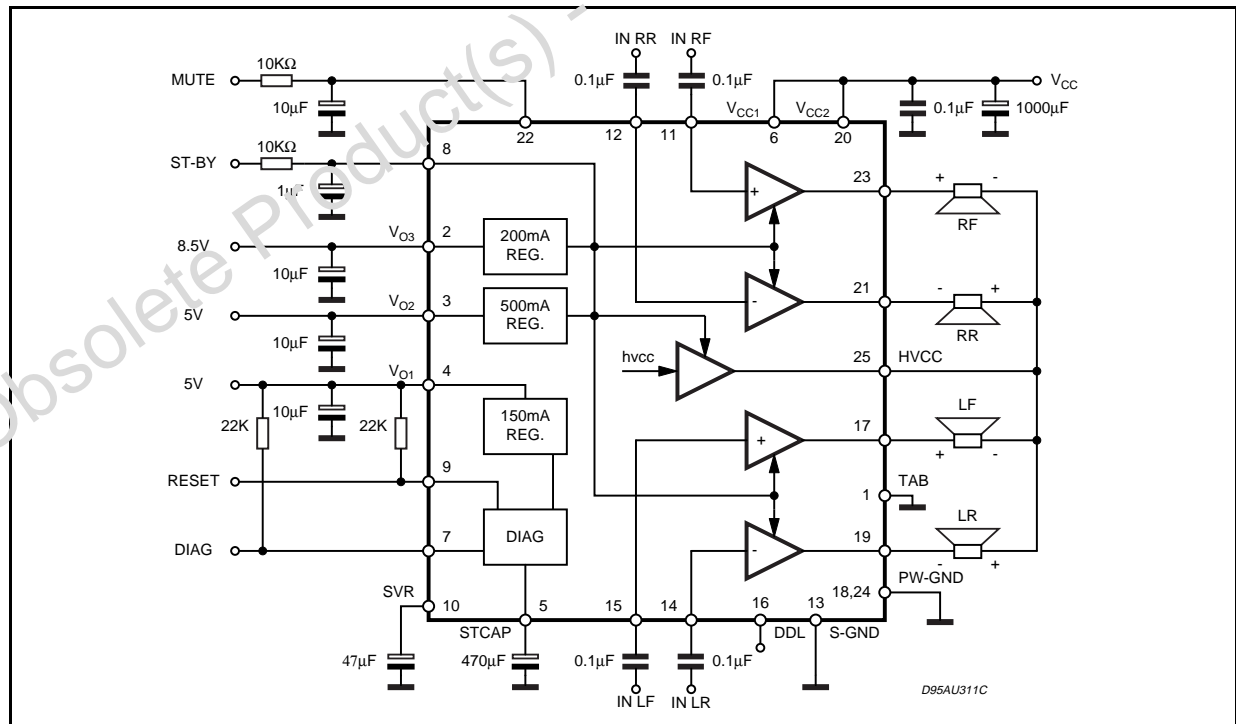 Obsolete Product(s) -
IN RR
IN RF
10KΩ
MUTE
10µF
0.1µF
0.1µF
VCC
VCC1
VCC2
0.1µF
1000µF
22
12
11
6
20
ST-BY
10KΩ
8
1µF
+
23
+
-
RF
8.5V
VO3
2
200mA
REG.
10µF
-
21
-
+
RR
5V
VO2
3
500mA
REG.
10µF
hvcc
25
HVCC
5V
VO1
4
10µF
22K
22K
150mA
REG.
+
17
LF
+
-
RESET
9
TAB
1
DIAG
7
DIAG
-
19
LR
-
+
SVR
10
STCAP
5
15
14
16
DDL
13
S-GND
18,24
PW-GND
47µF
470µF
0.1µF
0.1µF
IN LF
IN LR
D95AU311C